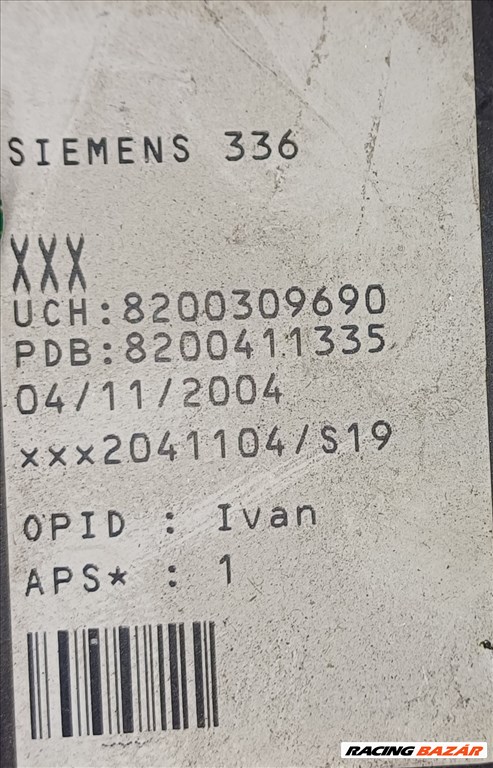 SIEMENS 336
XXX
UCH:8200309690
PDB:8200411335
04/11/2004
xxx2041104/S19
OPID : Ivan
APS* : 1
RACING BAZÁR